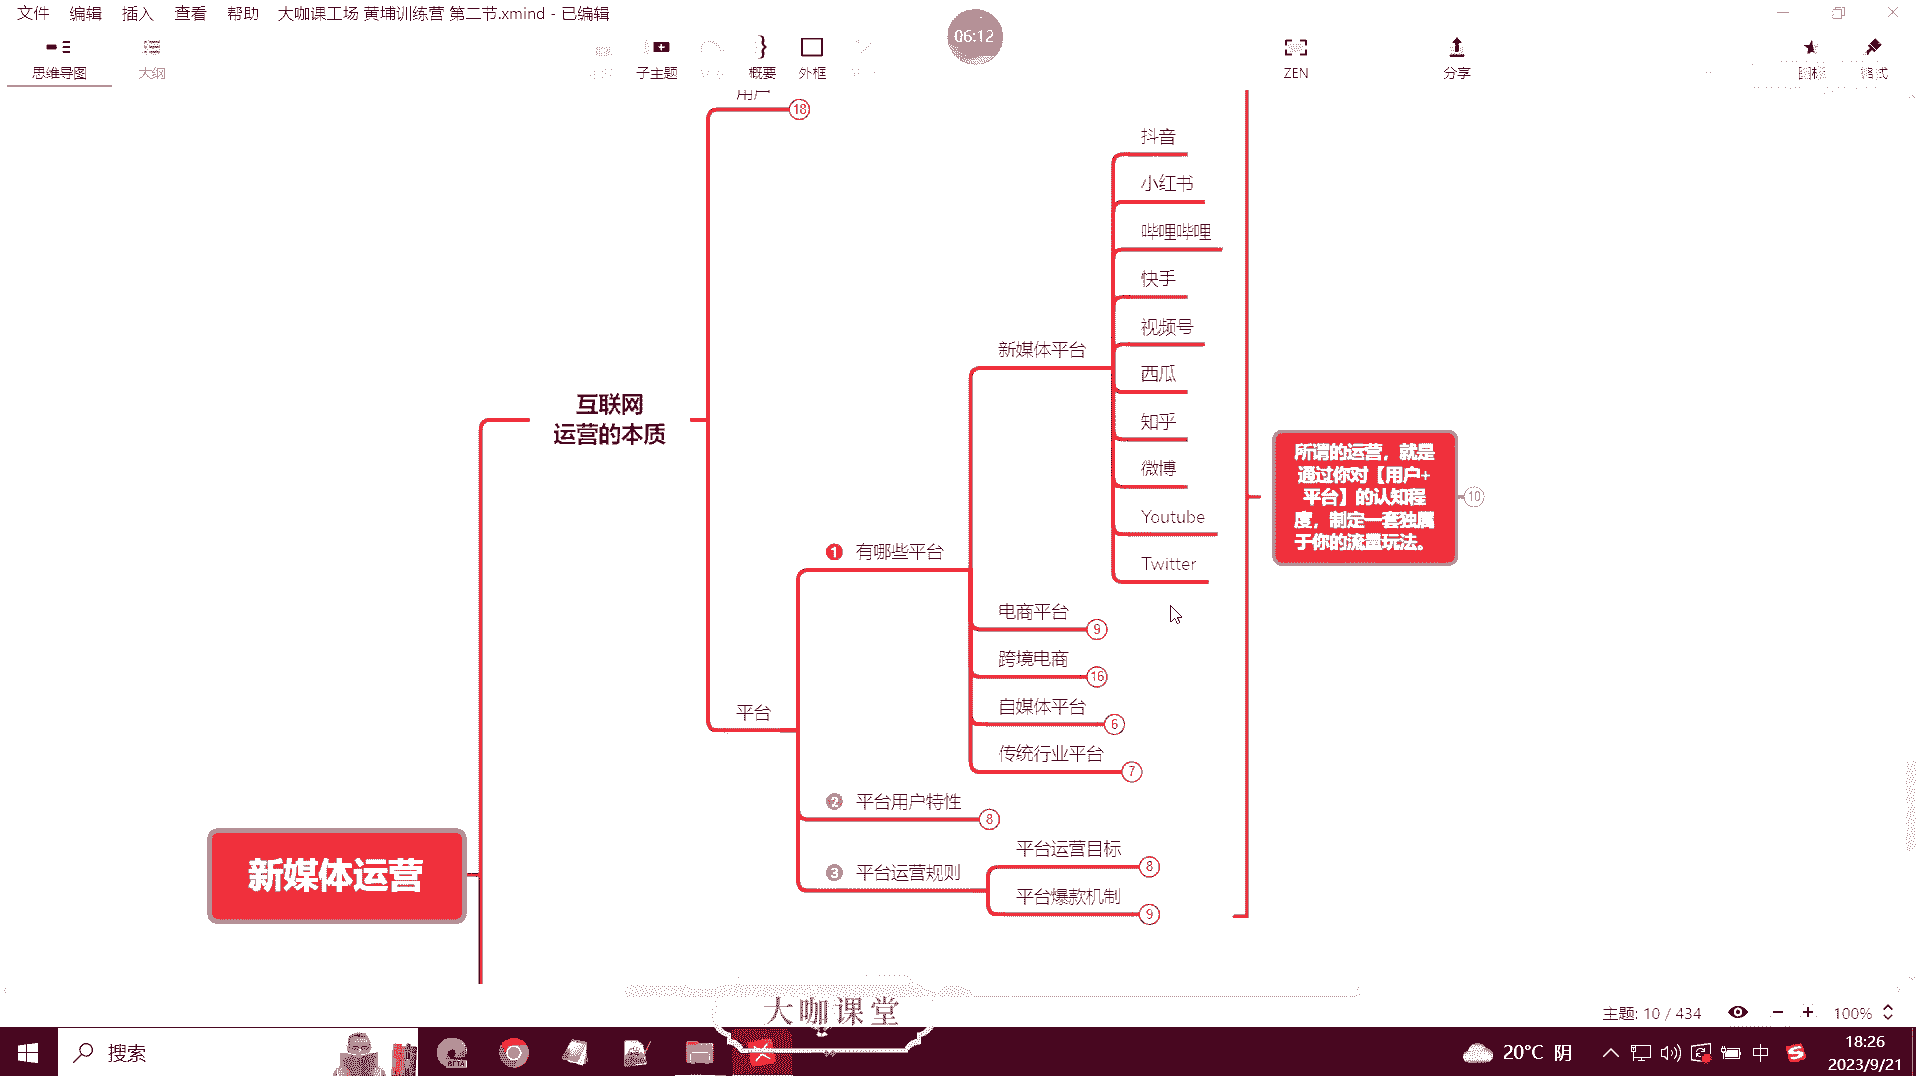 文件 编辑 插入 查看 帮助 大咖课工场 黄埔训练营 第二节.xmind - 已编辑
06:12
思维导图 大纲 子主题 概要 外框 ZEN 分享 图标 格式
用户 18
抖音
小红书
哔哩哔哩
快手
视频号
新媒体平台
西瓜
互联网
运营的本质
知乎
所谓的运营，就是
通过你对【用户+
平台】的认知程
度，制定一套独属
于你的流量玩法。
10
微博
Youtube
1 有哪些平台
Twitter
电商平台 9
跨境电商 16
自媒体平台 6
平台
传统行业平台 7
2 平台用户特性 8
平台运营目标 8
新媒体运营
3 平台运营规则
平台爆款机制 9
大咖课堂
主题: 10 / 434 100%
搜索
20°C 阴
中
18:26
2023/9/21